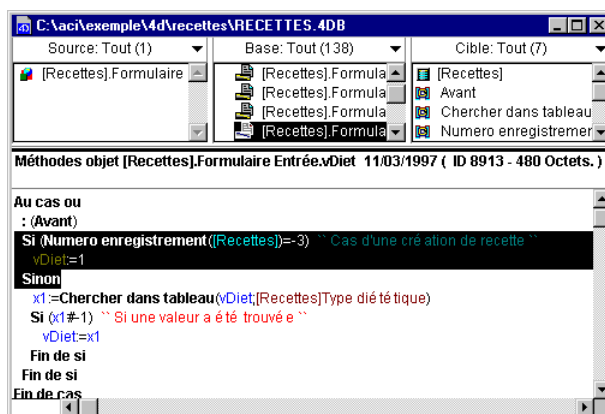 C:\aci\exemple\4d\recettes\RECETTES.4DB
Source: Tout (1) Base: Tout (138) Cible: Tout (7)
[Recettes].Formulaire [Recettes].Formula [Recettes]
[Recettes].Formula Avant
[Recettes].Formula Chercher dans tableau
[Recettes].Formula Numero enregistremer
Méthodes objet [Recettes].Formulaire Entrée.vDiet 11/03/1997 ( ID 8913 - 480 Octets. )
Au cas ou
: (Avant)
Si (Numero enregistrement([Recettes])=-3) `` Cas d'une création de recette ``
vDiet:=1
Sinon
x1:=Chercher dans tableau(vDiet;[Recettes]Type diététique)
Si (x1#-1) `` Si une valeur a été trouvée ``
vDiet:=x1
Fin de si
Fin de si
Fin de cas